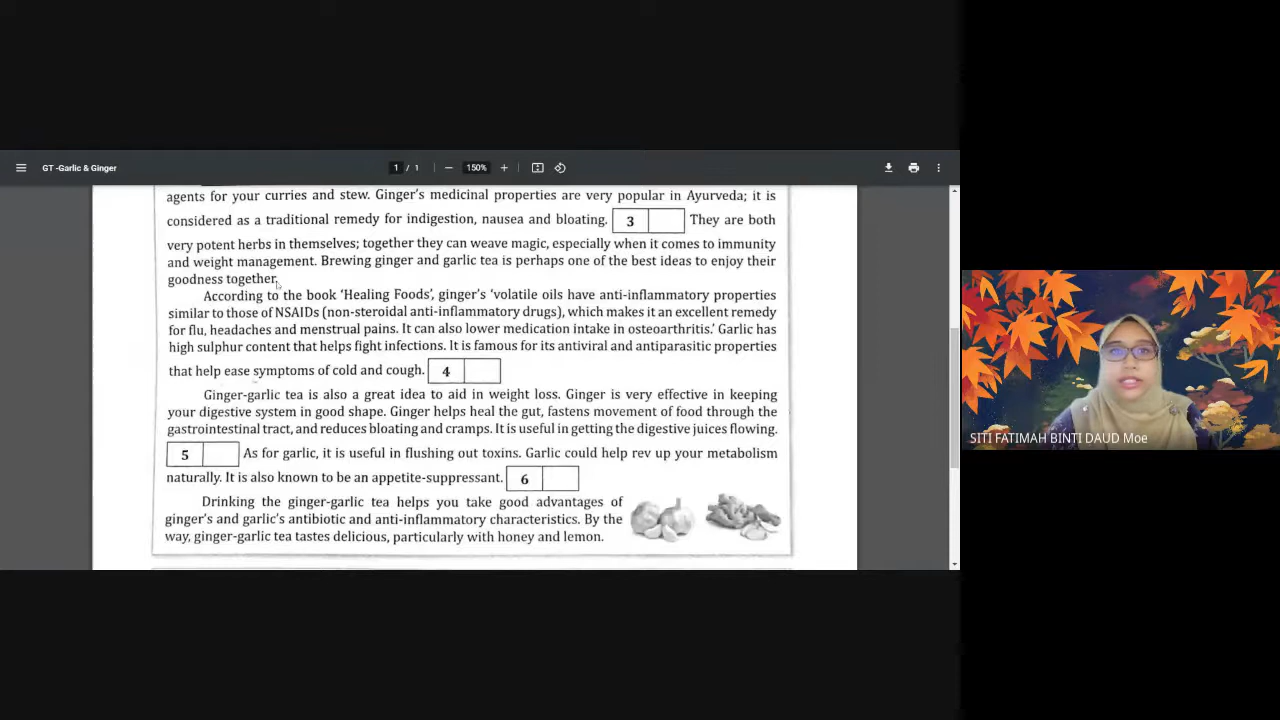 GT -Garlic & Ginger
1 / 1
150%
agents for your curries and stew. Ginger's medicinal properties are very popular in Ayurveda; it is
considered as a traditional remedy for indigestion, nausea and bloating. 3 They are both
very potent herbs in themselves; together they can weave magic, especially when it comes to immunity
and weight management. Brewing ginger and garlic tea is perhaps one of the best ideas to enjoy their
goodness together.
According to the book 'Healing Foods', ginger's 'volatile oils have anti-inflammatory properties
similar to those of NSAIDs (non-steroidal anti-inflammatory drugs), which makes it an excellent remedy
for flu, headaches and menstrual pains. It can also lower medication intake in osteoarthritis.' Garlic has
high sulphur content that helps fight infections. It is famous for its antiviral and antiparasitic properties
that help ease symptoms of cold and cough. 4
Ginger-garlic tea is also a great idea to aid in weight loss. Ginger is very effective in keeping
your digestive system in good shape. Ginger helps heal the gut, fastens movement of food through the
gastrointestinal tract, and reduces bloating and cramps. It is useful in getting the digestive juices flowing.
5 As for garlic, it is useful in flushing out toxins. Garlic could help rev up your metabolism
naturally. It is also known to be an appetite-suppressant. 6
Drinking the ginger-garlic tea helps you take good advantages of
ginger's and garlic's antibiotic and anti-inflammatory characteristics. By the
way, ginger-garlic tea tastes delicious, particularly with honey and lemon.
SITI FATIMAH BINTI DAUD Moe